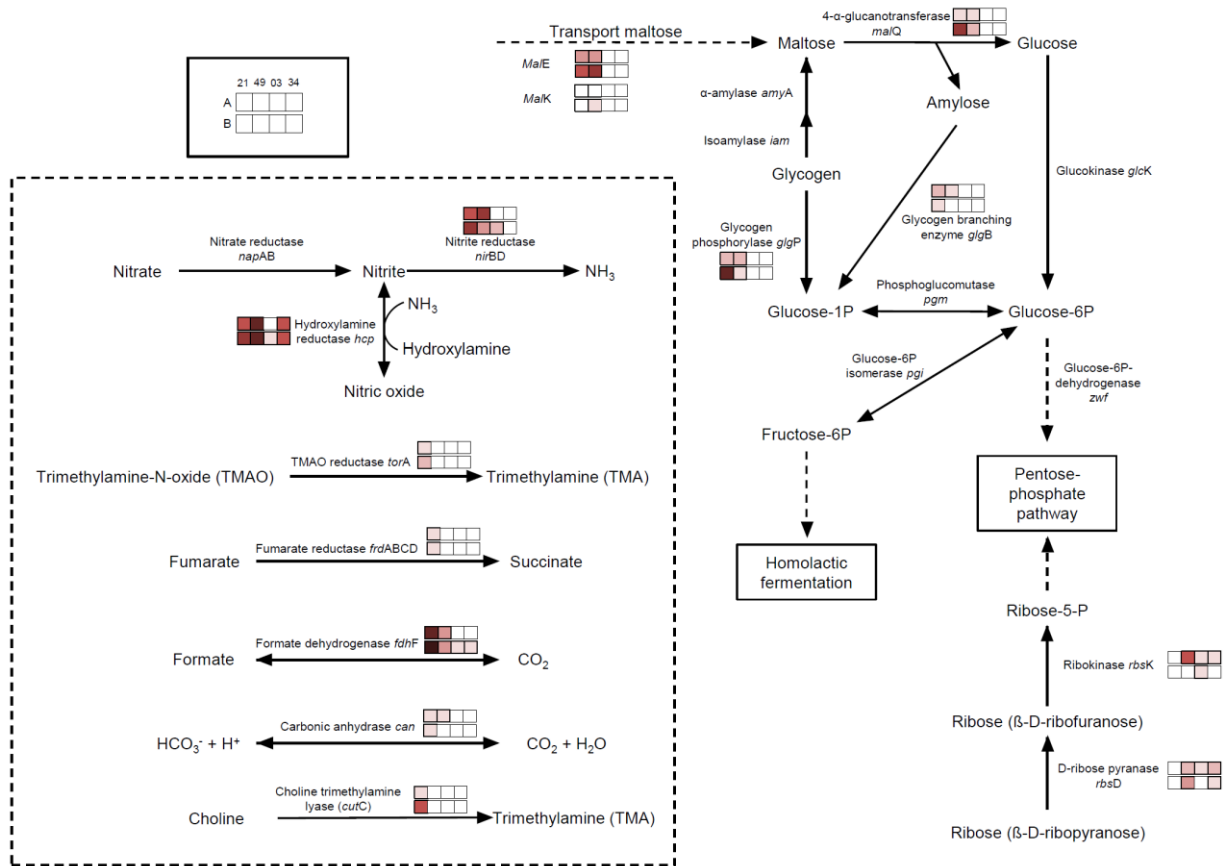 21 49 03 34
A
B
Transport maltose
MalE
MalK
Maltose
4-α-glucanotransferase
malQ
Glucose
α-amylase amyA
Amylose
Isoamylase iam
Glycogen
Glucokinase glcK
Glycogen branching
enzyme glgB
Glycogen
phosphorylase glgP
Phosphoglucomutase
pgm
Glucose-1P
Glucose-6P
Glucose-6P
isomerase pgi
Glucose-6P-
dehydrogenase
zwf
Fructose-6P
Pentose-
phosphate
pathway
Homolactic
fermentation
Ribose-5-P
Ribokinase rbsK
Ribose (ß-D-ribofuranose)
D-ribose pyranase
rbsD
Ribose (ß-D-ribopyranose)
Nitrate reductase
napAB
Nitrite reductase
nirBD
Nitrate
Nitrite
NH₃
NH₃
Hydroxylamine
reductase hcp
Hydroxylamine
Nitric oxide
TMAO reductase torA
Trimethylamine-N-oxide (TMAO)
Trimethylamine (TMA)
Fumarate reductase frdABCD
Fumarate
Succinate
Formate dehydrogenase fdhF
Formate
CO₂
Carbonic anhydrase can
HCO₃⁻ + H⁺
CO₂ + H₂O
Choline trimethylamine
lyase (cutC)
Choline
Trimethylamine (TMA)